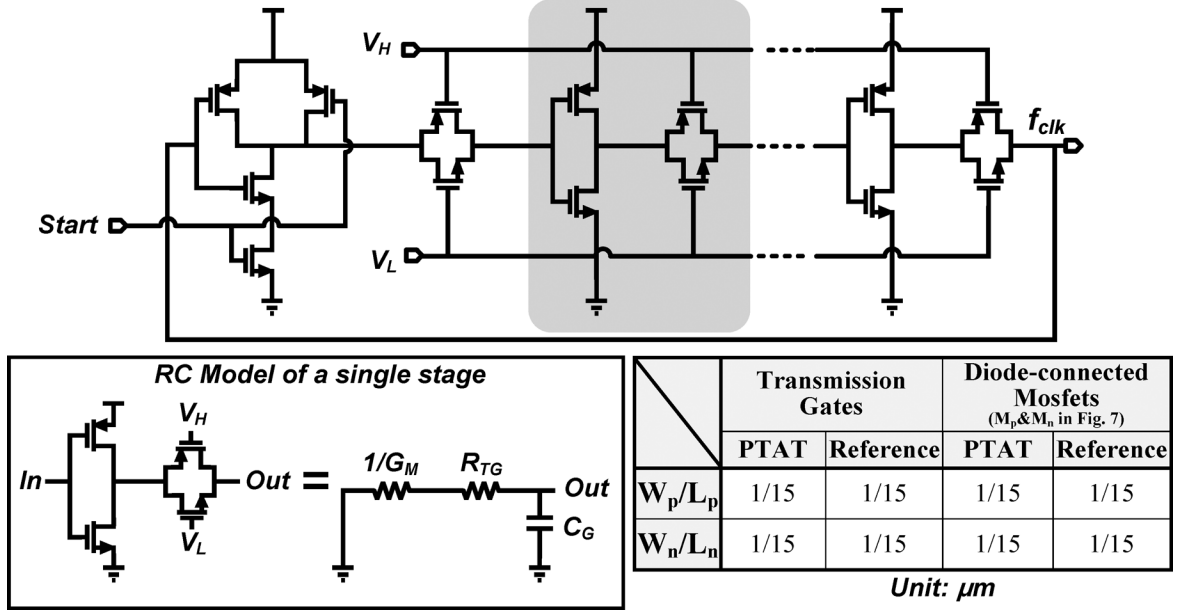 V_H
f_clk
Start
V_L
RC Model of a single stage
V_H
In
Out
=
1/G_M
R_TG
Out
C_G
V_L
Transmission Gates
Diode-connected Mosfets
(M_p&M_n in Fig. 7)
PTAT Reference PTAT Reference
W_p/L_p 1/15 1/15 1/15 1/15
W_n/L_n 1/15 1/15 1/15 1/15
Unit: μm